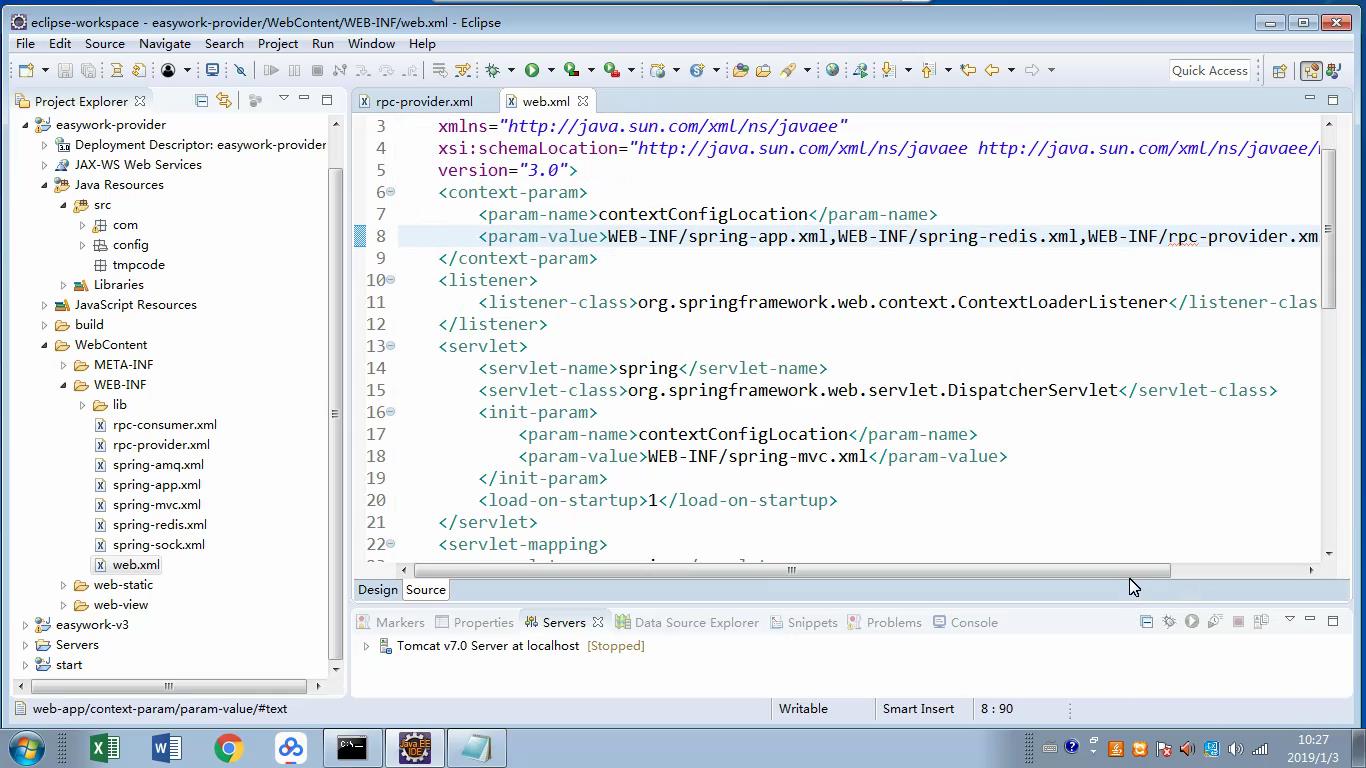 eclipse-workspace - easywork-provider/WebContent/WEB-INF/web.xml - Eclipse
File Edit Source Navigate Search Project Run Window Help
Quick Access
Project Explorer
easywork-provider
Deployment Descriptor: easywork-provider
JAX-WS Web Services
Java Resources
src
com
config
tmpcode
Libraries
JavaScript Resources
build
WebContent
META-INF
WEB-INF
lib
rpc-consumer.xml
rpc-provider.xml
spring-amq.xml
spring-app.xml
spring-mvc.xml
spring-redis.xml
spring-sock.xml
web.xml
web-static
web-view
easywork-v3
Servers
start
rpc-provider.xml web.xml
3 xmlns="http://java.sun.com/xml/ns/javaee"
4 xsi:schemaLocation="http://java.sun.com/xml/ns/javaee http://java.sun.com/xml/ns/javaee/
5 version="3.0">
6 <context-param>
7 <param-name>contextConfigLocation</param-name>
8 <param-value>WEB-INF/spring-app.xml,WEB-INF/spring-redis.xml,WEB-INF/rpc-provider.xm
9 </context-param>
10 <listener>
11 <listener-class>org.springframework.web.context.ContextLoaderListener</listener-clas
12 </listener>
13 <servlet>
14 <servlet-name>spring</servlet-name>
15 <servlet-class>org.springframework.web.servlet.DispatcherServlet</servlet-class>
16 <init-param>
17 <param-name>contextConfigLocation</param-name>
18 <param-value>WEB-INF/spring-mvc.xml</param-value>
19 </init-param>
20 <load-on-startup>1</load-on-startup>
21 </servlet>
22 <servlet-mapping>
Design Source
Markers Properties Servers Data Source Explorer Snippets Problems Console
Tomcat v7.0 Server at localhost [Stopped]
web-app/context-param/param-value/#text Writable Smart Insert 8 : 90
Java EE
IDE
10:27
2019/1/3